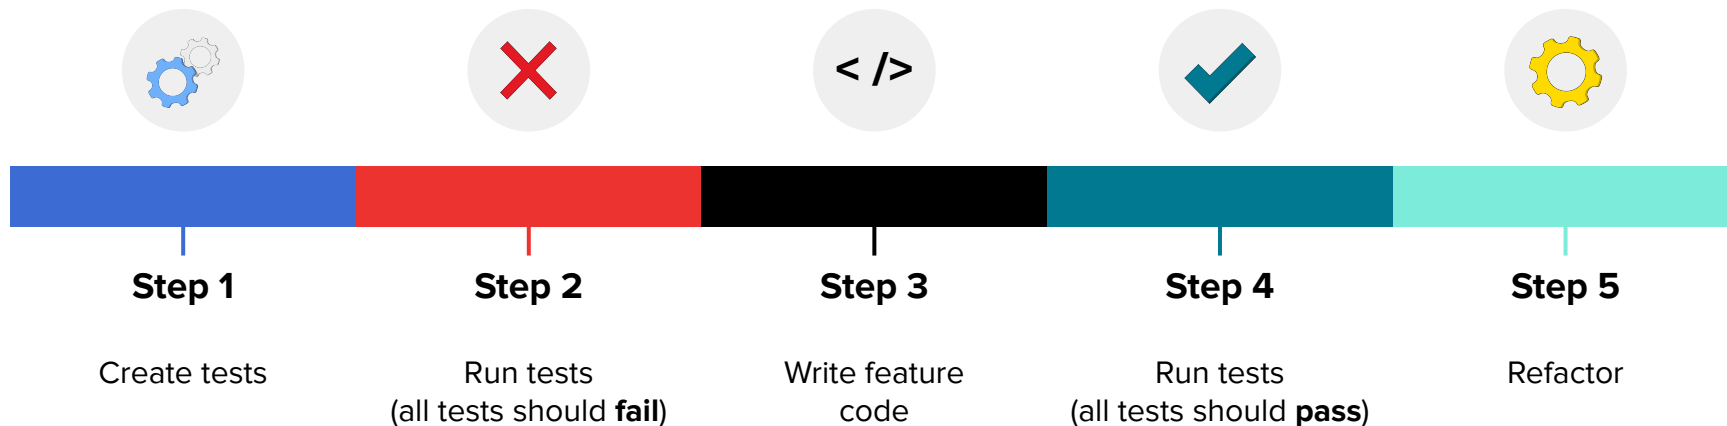 < />
Step 1
Step 2
Step 3
Step 4
Step 5
Create tests
Run tests
(all tests should fail)
Write feature
code
Run tests
(all tests should pass)
Refactor